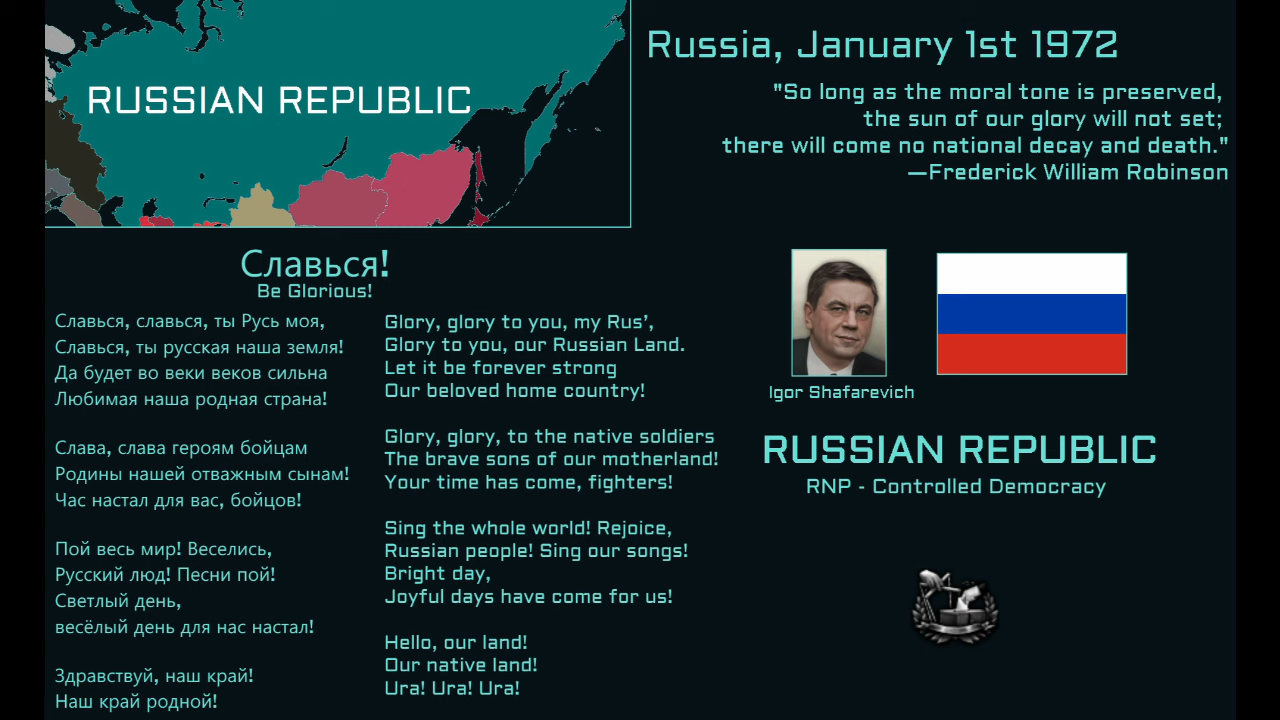 RUSSIAN REPUBLIC
Russia, January 1st 1972
"So long as the moral tone is preserved,
the sun of our glory will not set;
there will come no national decay and death."
—Frederick William Robinson
Славься!
Be Glorious!
Славься, славься, ты Русь моя,
Славься, ты русская наша земля!
Да будет во веки веков сильна
Любимая наша родная страна!
Слава, слава героям бойцам
Родины нашей отважным сынам!
Час настал для вас, бойцов!
Пой весь мир! Веселись,
Русский люд! Песни пой!
Светлый день,
весёлый день для нас настал!
Здравствуй, наш край!
Наш край родной!
Glory, glory to you, my Rus’,
Glory to you, our Russian Land.
Let it be forever strong
Our beloved home country!
Glory, glory, to the native soldiers
The brave sons of our motherland!
Your time has come, fighters!
Sing the whole world! Rejoice,
Russian people! Sing our songs!
Bright day,
Joyful days have come for us!
Hello, our land!
Our native land!
Ura! Ura! Ura!
Igor Shafarevich
RUSSIAN REPUBLIC
RNP - Controlled Democracy